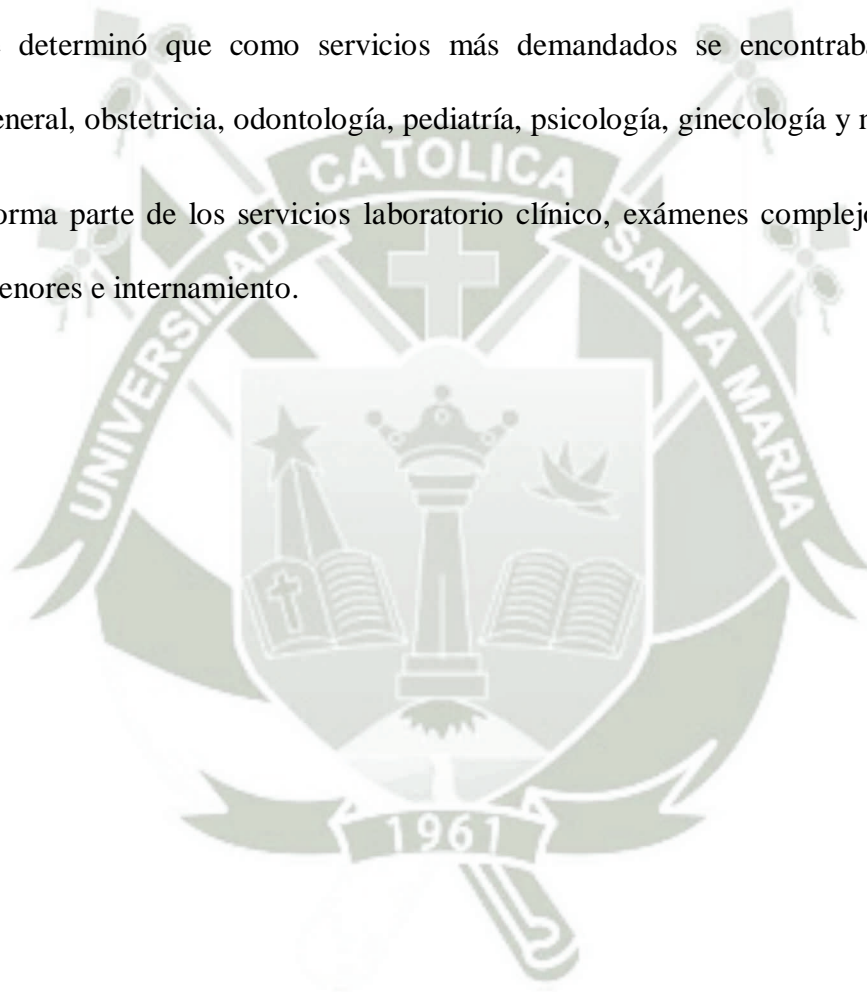 determinó que como servicios más demandados se encontrab
eneral, obstetricia, odontología, pediatría, psicología, ginecología y
orma parte de los servicios laboratorio clínico, exámenes complej
enores e internamiento.
UNIVERSIDAD CATOLICA SANTA MARIA
1961